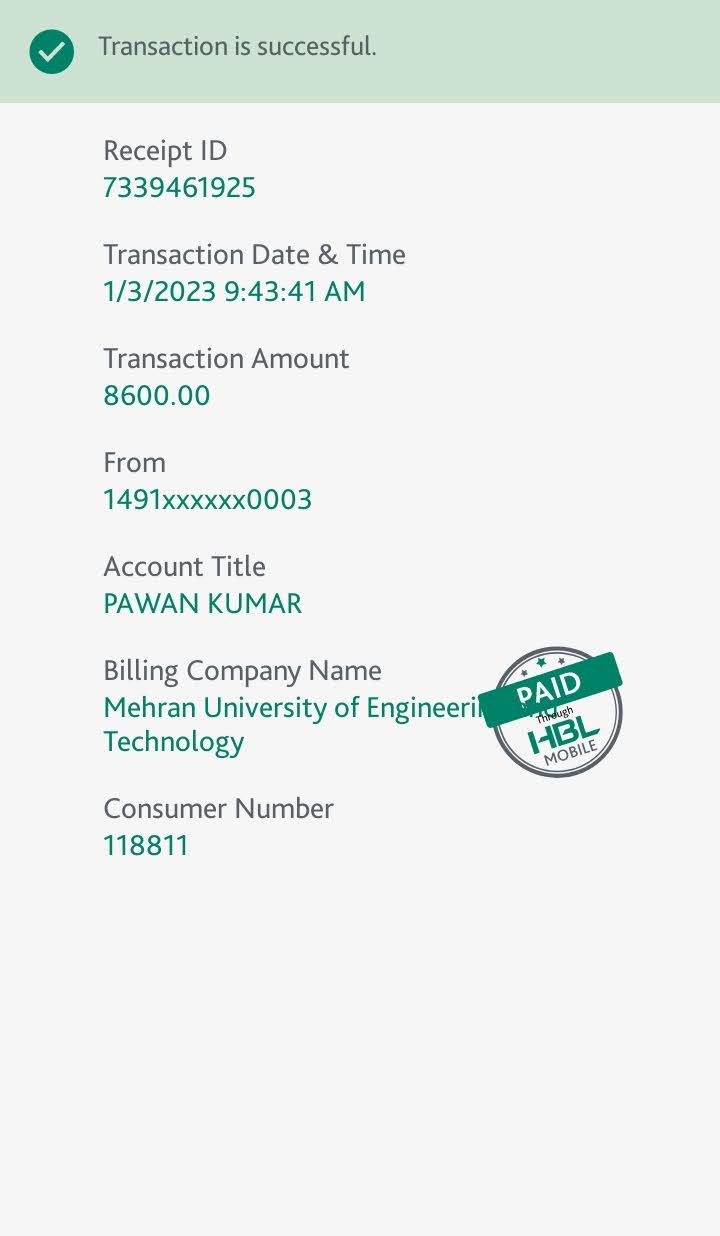 Transaction is successful.
Receipt ID
7339461925
Transaction Date & Time
1/3/2023 9:43:41 AM
Transaction Amount
8600.00
From
1491xxxxxx0003
Account Title
PAWAN KUMAR
Billing Company Name
Mehran University of
Technology
PAID
Through
HBL
MOBILE
Consumer Number
118811